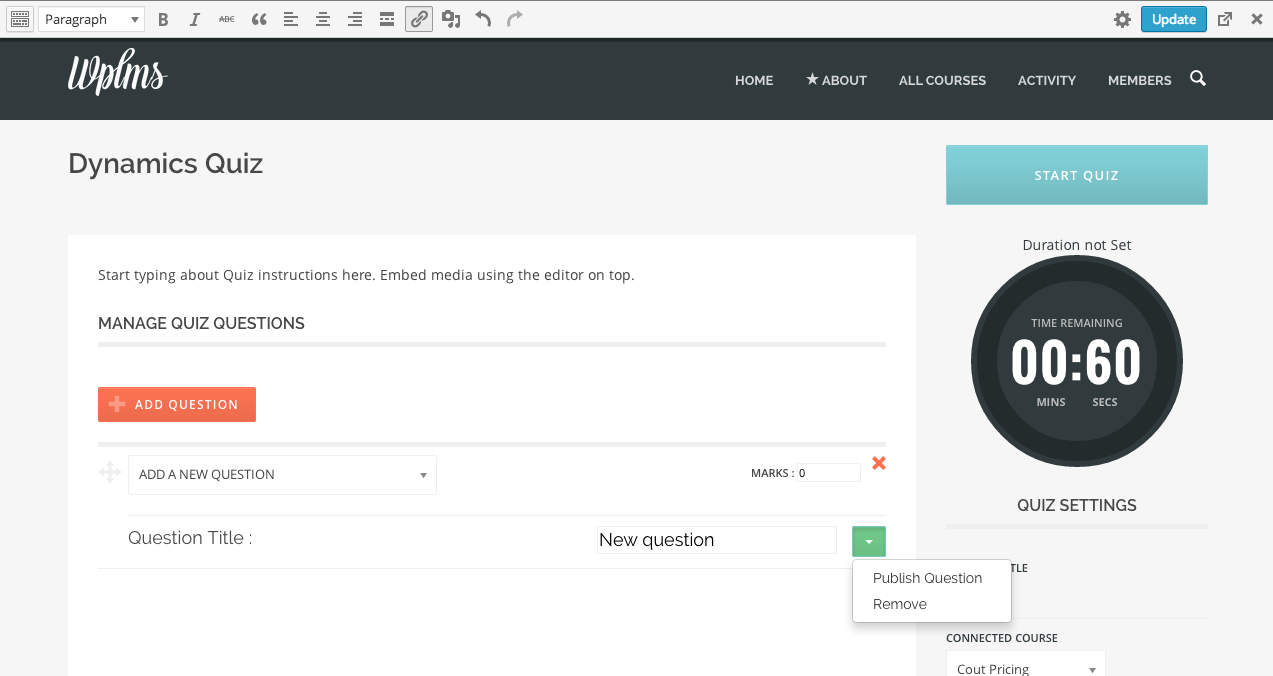 Paragraph
B
I
ABC
Update
Wplms
HOME
ABOUT
ALL COURSES
ACTIVITY
MEMBERS
Dynamics Quiz
START QUIZ
Duration not Set
Start typing about Quiz instructions here. Embed media using the editor on top.
MANAGE QUIZ QUESTIONS
TIME REMAINING
00:60
MINS
SECS
ADD QUESTION
ADD A NEW QUESTION
MARKS : 0
QUIZ SETTINGS
Question Title :
New question
Publish Question
Remove
CONNECTED COURSE
Cout Pricing